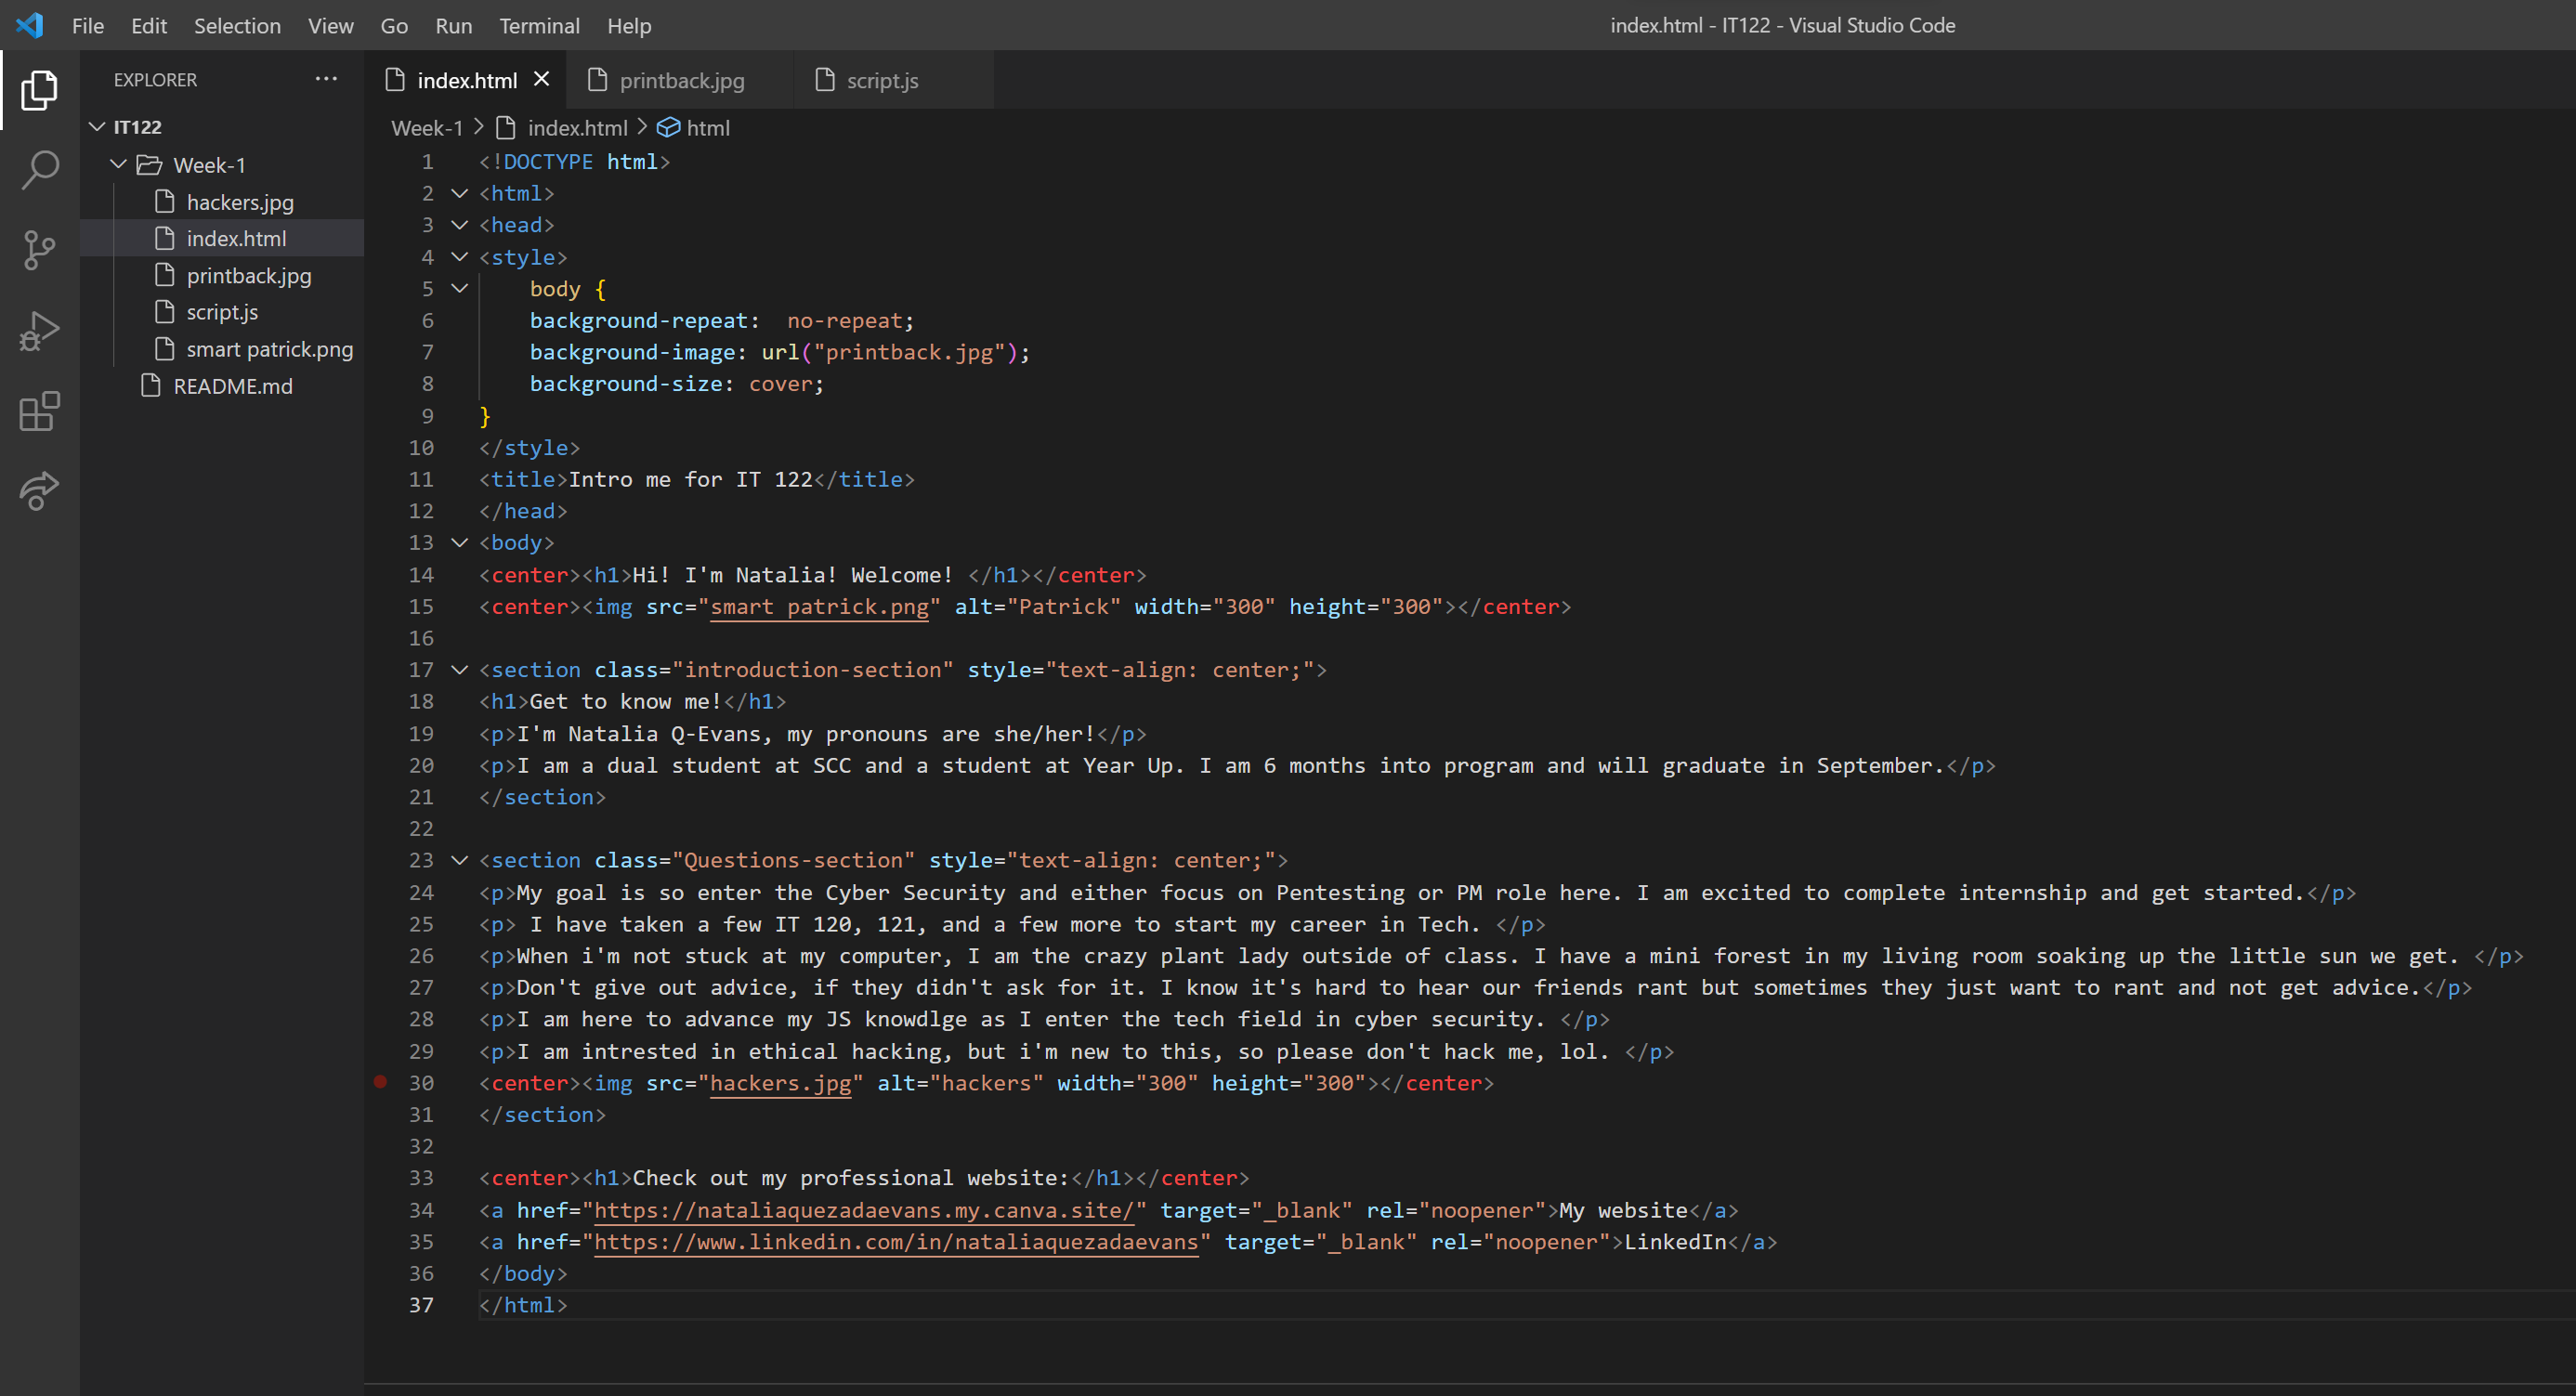 File Edit Selection View Go Run Terminal Help
index.html - IT122 - Visual Studio Code
EXPLORER ···
IT122
Week-1
hackers.jpg
index.html
printback.jpg
script.js
smart patrick.png
README.md
index.html printback.jpg script.js
Week-1 > index.html > html
1 <!DOCTYPE html>
2 <html>
3 <head>
4 <style>
5     body {
6     background-repeat:  no-repeat;
7     background-image: url("printback.jpg");
8     background-size: cover;
9 }
10 </style>
11 <title>Intro me for IT 122</title>
12 </head>
13 <body>
14 <center><h1>Hi! I'm Natalia! Welcome! </h1></center>
15 <center><img src="smart patrick.png" alt="Patrick" width="300" height="300"></center>
16
17 <section class="introduction-section" style="text-align: center;">
18 <h1>Get to know me!</h1>
19 <p>I'm Natalia Q-Evans, my pronouns are she/her!</p>
20 <p>I am a dual student at SCC and a student at Year Up. I am 6 months into program and will graduate in September.</p>
21 </section>
22
23 <section class="Questions-section" style="text-align: center;">
24 <p>My goal is so enter the Cyber Security and either focus on Pentesting or PM role here. I am excited to complete internship and get started.</p>
25 <p> I have taken a few IT 120, 121, and a few more to start my career in Tech. </p>
26 <p>When i'm not stuck at my computer, I am the crazy plant lady outside of class. I have a mini forest in my living room soaking up the little sun we get. </p>
27 <p>Don't give out advice, if they didn't ask for it. I know it's hard to hear our friends rant but sometimes they just want to rant and not get advice.</p>
28 <p>I am here to advance my JS knowdlge as I enter the tech field in cyber security. </p>
29 <p>I am intrested in ethical hacking, but i'm new to this, so please don't hack me, lol. </p>
30 <center><img src="hackers.jpg" alt="hackers" width="300" height="300"></center>
31 </section>
32
33 <center><h1>Check out my professional website:</h1></center>
34 <a href="https://nataliaquezadaevans.my.canva.site/" target="_blank" rel="noopener">My website</a>
35 <a href="https://www.linkedin.com/in/nataliaquezadaevans" target="_blank" rel="noopener">LinkedIn</a>
36 </body>
37 </html>